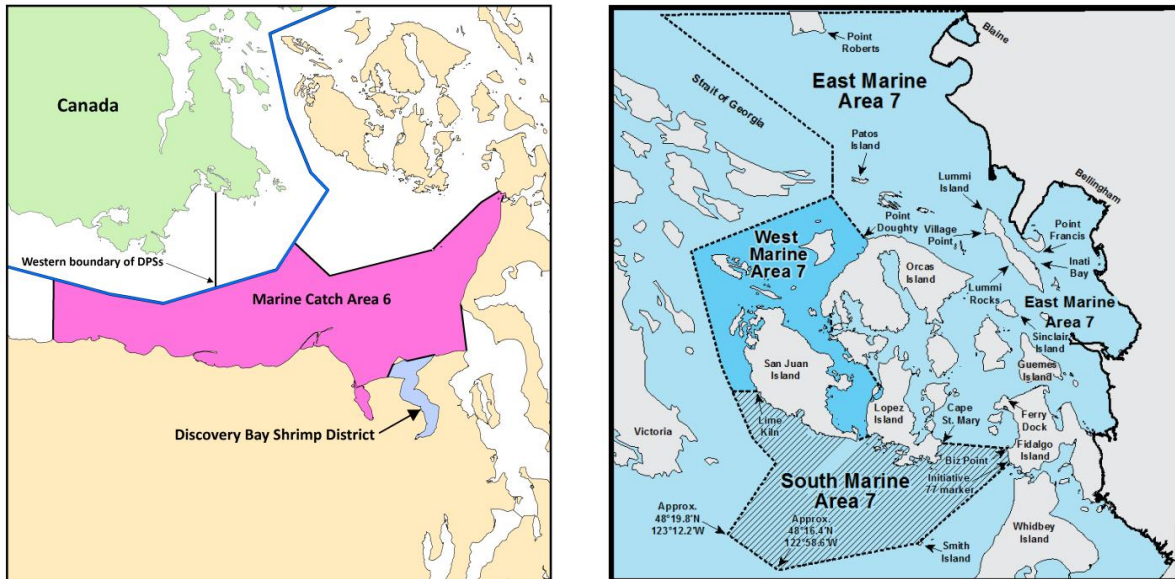 Canada
Western boundary of DPSs
Marine Catch Area 6
Discovery Bay Shrimp District
Blaine
Point
Roberts
East Marine
Area 7
Strait of Georgia
Patos
Island
Lummi
Island
Bellingham
Point
Doughty
Village
Point
Point
Francis
West
Marine
Area 7
Orcas
Island
Inati
Bay
Lummi
Rocks
East Marine
Area 7
Sinclair
Island
San Juan
Island
Guemes
Island
Lime
Kiln
Lopez
Island
Cape
St. Mary
Ferry
Dock
Victoria
Fidalgo
Island
Biz Point
Initiative
77 marker
South Marine
Area 7
Approx.
48°19.8'N
123°12.2'W
Approx.
48°16.4'N
122°58.6'W
Whidbey
Island
Smith
Island